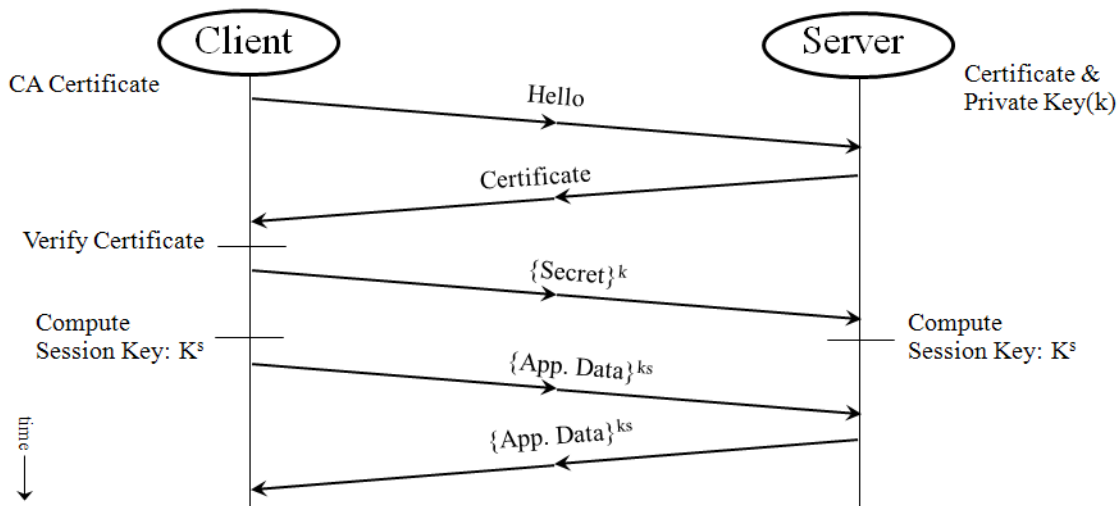 Client
Server
CA Certificate
Certificate &
Private Key(k)
Hello
Certificate
Verify Certificate
{Secret}ᵏ
Compute
Session Key: Kˢ
Compute
Session Key: Kˢ
{App. Data}ᵏˢ
{App. Data}ᵏˢ
time